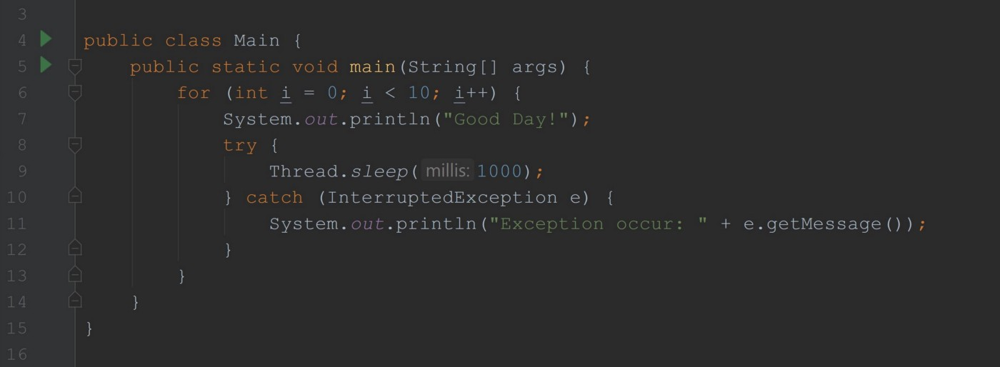 3
4 public class Main {
5 public static void main(String[] args) {
6 for (int i = 0; i < 10; i++) {
7 System.out.println("Good Day!");
8 try {
9 Thread.sleep( millis: 1000);
10 } catch (InterruptedException e) {
11 System.out.println("Exception occur: " + e.getMessage());
12 }
13 }
14 }
15 }
16